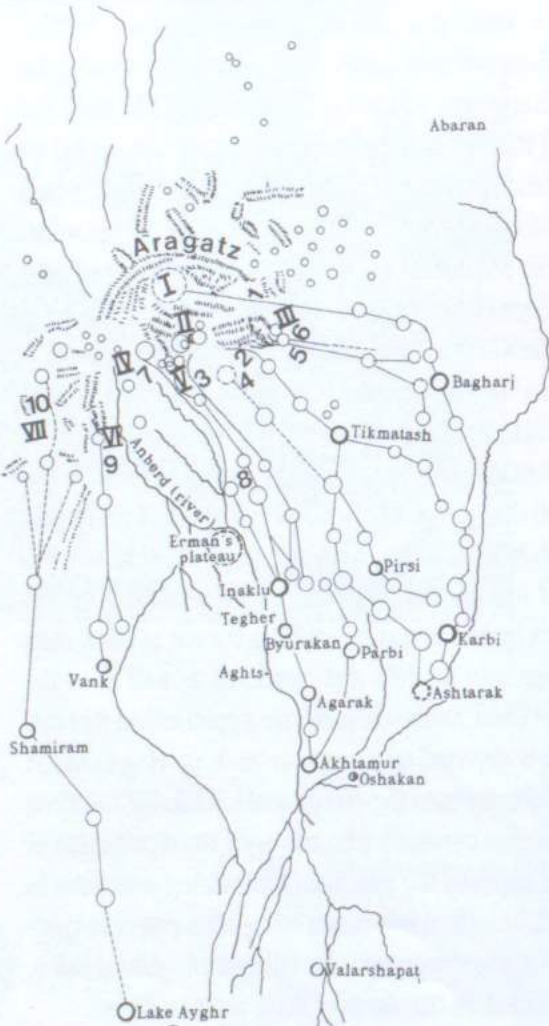 Abaran
Aragatz
I
1
II
III
6
5
2
4
IV
7
V
3
Bagharj
[10
VII
VI
9
Tikmatash
Anberd (river)
8
Erman's
plateau
Pirsi
Inaklu
Tegher
Byurakan
Karbi
Parbi
Vank
Aghts
Ashtarak
Agarak
Shamiram
Akhtamur
Oshakan
Valarshapat
Lake Ayghr